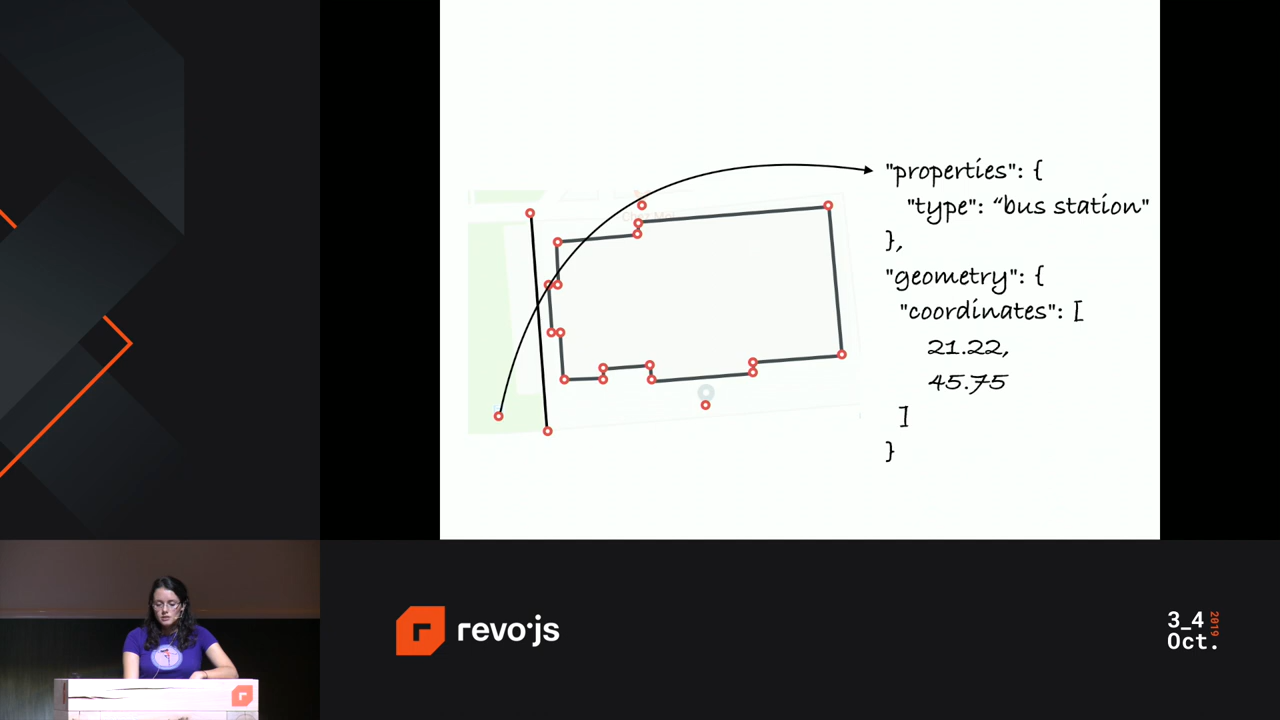 "properties": {
"type": “bus station"
},
"geometry": {
"coordinates": [
21.22,
45.75
]
}
r
revo·js
3_4
Oct.
2019
r